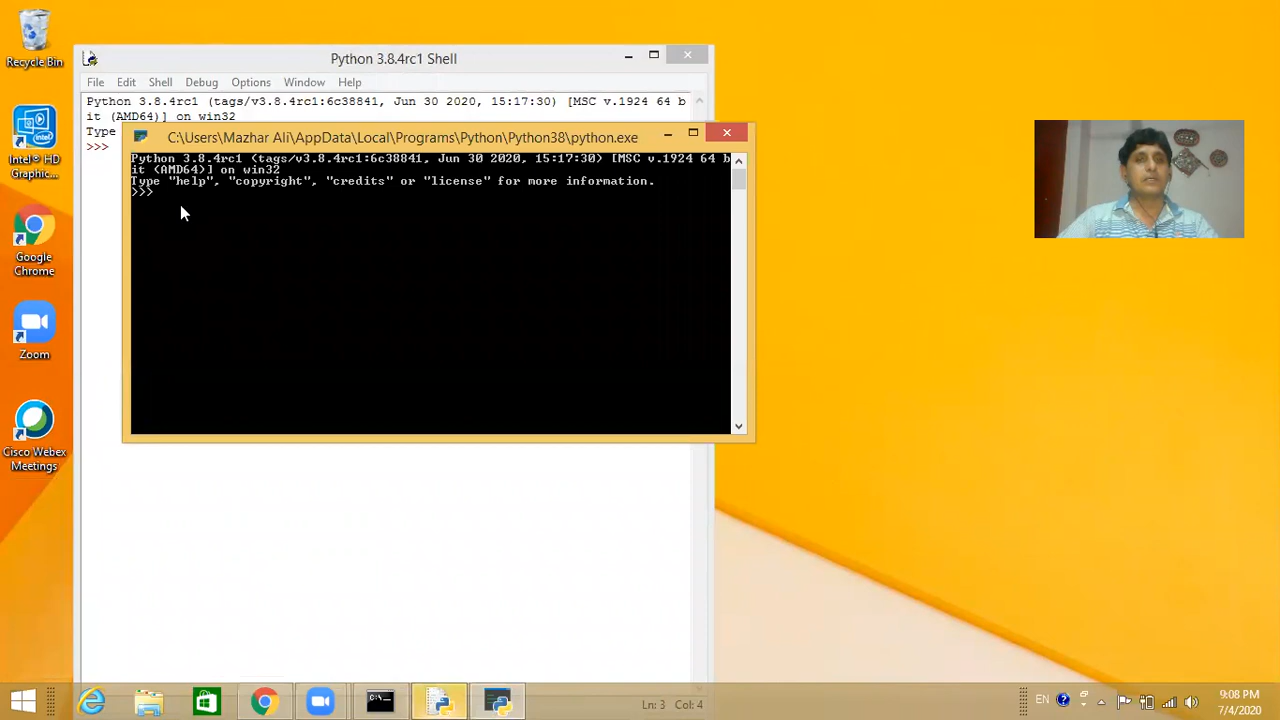 Recycle Bin
Intel® HD
Graphic...
Google
Chrome
Zoom
Cisco Webex
Meetings
Python 3.8.4rc1 Shell
File Edit Shell Debug Options Window Help
Python 3.8.4rc1 (tags/v3.8.4rc1:6c38841, Jun 30 2020, 15:17:30) [MSC v.1924 64 b
it (AMD64)] on win32
Type
>>>
C:\Users\Mazhar Ali\AppData\Local\Programs\Python\Python38\python.exe
Python 3.8.4rc1 (tags/v3.8.4rc1:6c38841, Jun 30 2020, 15:17:30) [MSC v.1924 64 b
it (AMD64)] on win32
Type "help", "copyright", "credits" or "license" for more information.
>>>
Ln: 3 Col: 4
C:\.
EN
9:08 PM
7/4/2020